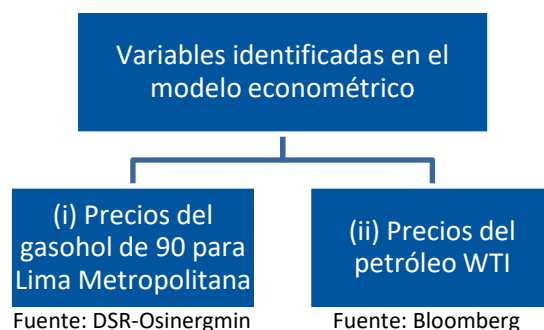 Variables identificadas en el
modelo econométrico
(i) Precios del
gasohol de 90 para
Lima Metropolitana
(ii) Precios del
petróleo WTI
Fuente: DSR-Osinergmin
Fuente: Bloomberg